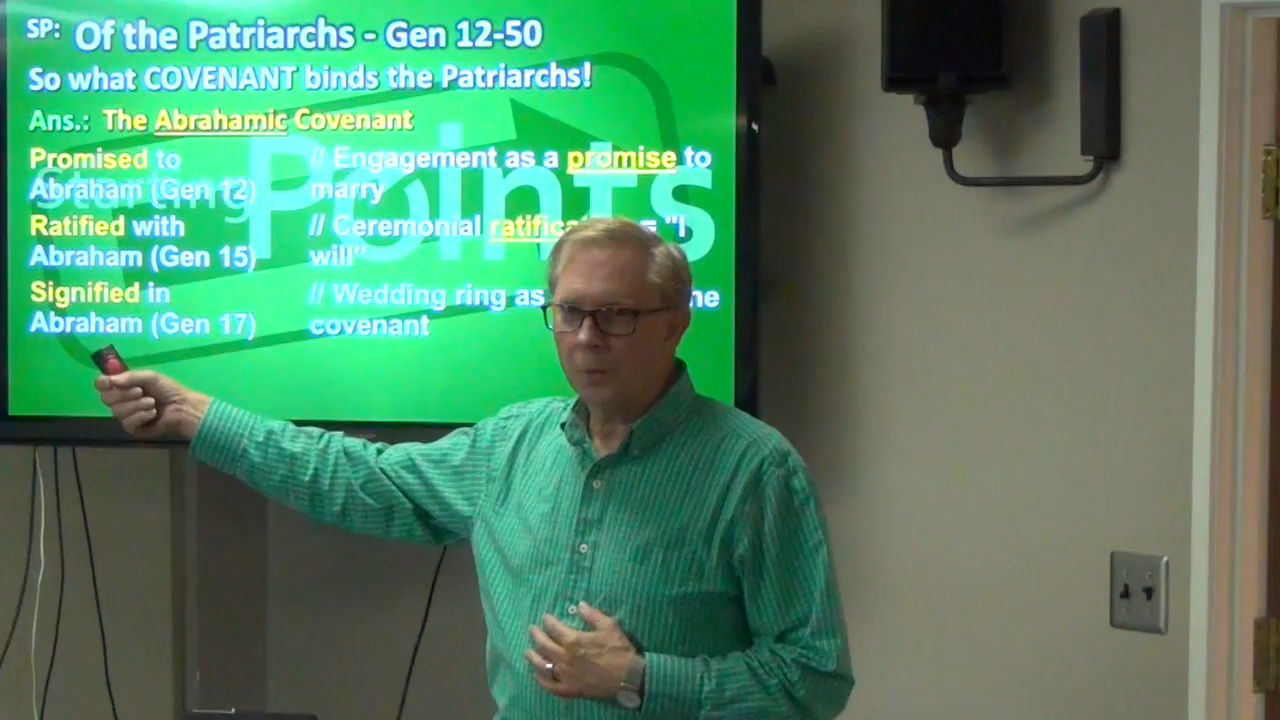 SP: Of the Patriarchs - Gen 12-50
So what COVENANT binds the Patriarchs!
Ans.: The Abrahamic Covenant
Promised to // Engagement as a promise to
Abraham (Gen 12) marry
Ratified with // Ceremonial = "I
Abraham (Gen 15) will"
Signified in // Wedding ring as
Abraham (Gen 17) covenant
Starting Points